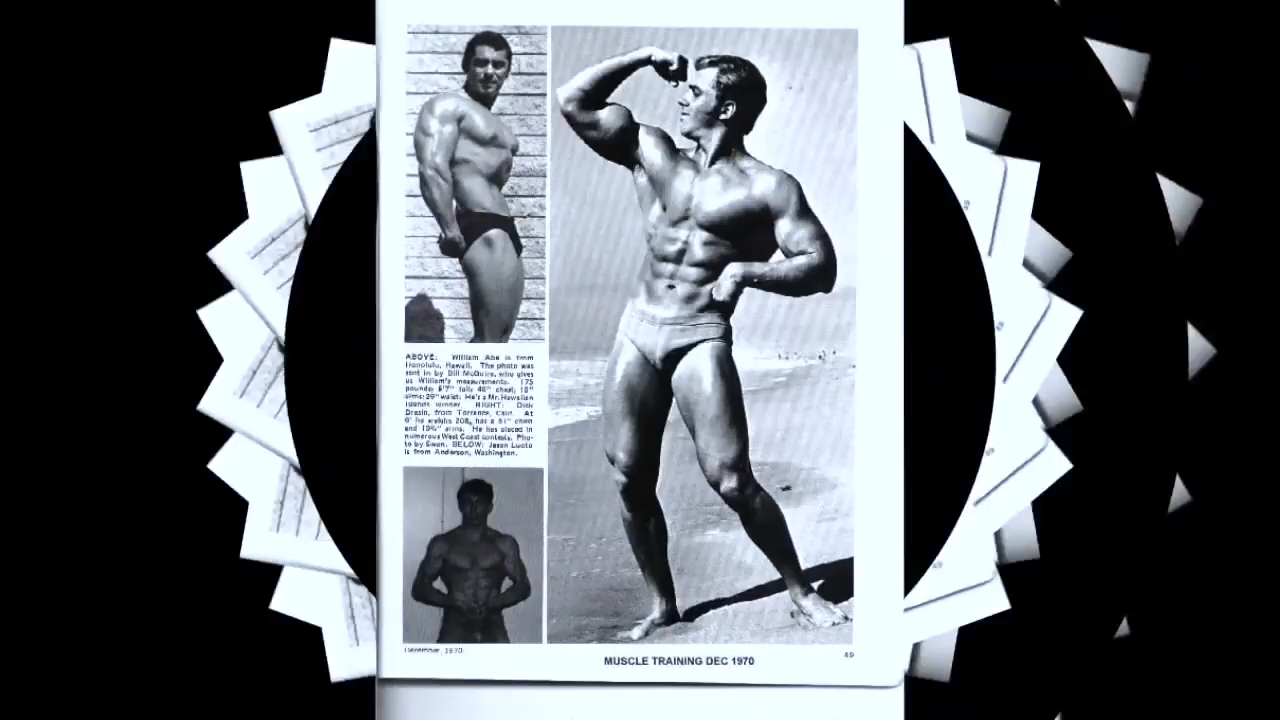 ABOVE: William Abe is from
Honolulu, Hawaii. The photo was
sent in by Bill McGuire, who gives
us William's measurements. 175
pounds; 5'7" tall; 46" chest; 18"
arms; 29" waist. He's a Mr. Hawaiian
Islands winner. RIGHT: Dick
from Torrance, Calif. At
6' he weighs 208, has a 51" chest
and 19½" arms. He has placed in
numerous West Coast contests. Pho-
to by Swan. BELOW: Jason
is from Anderson, Washington.
December, 1970
49
MUSCLE TRAINING DEC 1970